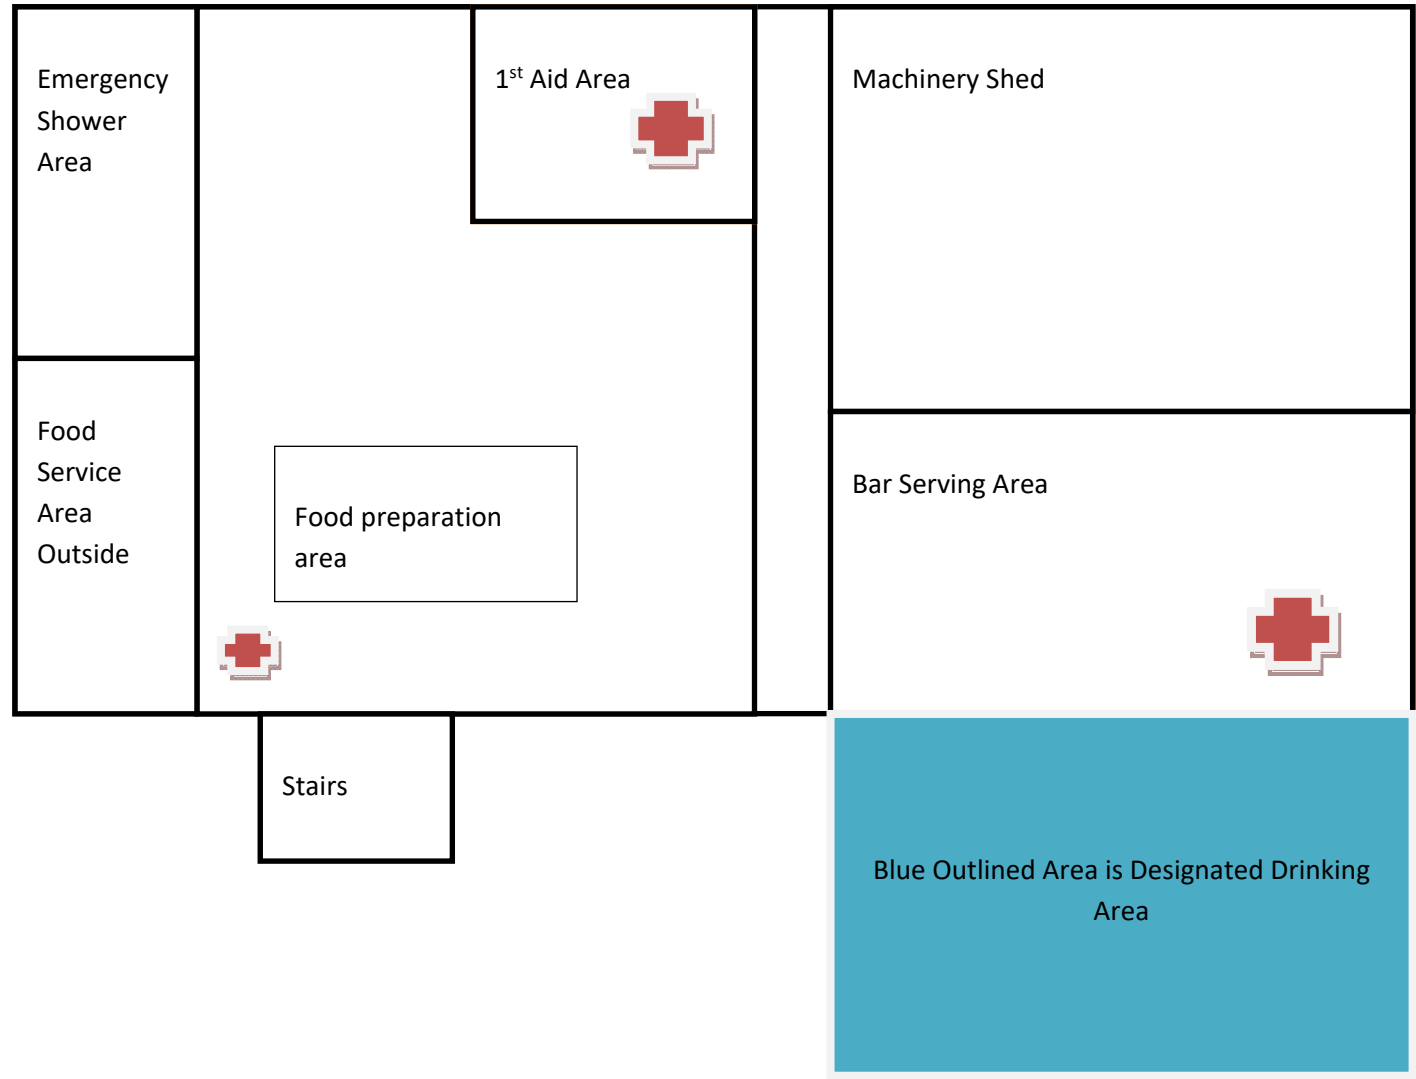 Emergency
Shower
Area
1st Aid Area
Machinery Shed
Food
Service
Area
Outside
Food preparation
area
Bar Serving Area
Stairs
Blue Outlined Area is Designated Drinking
Area